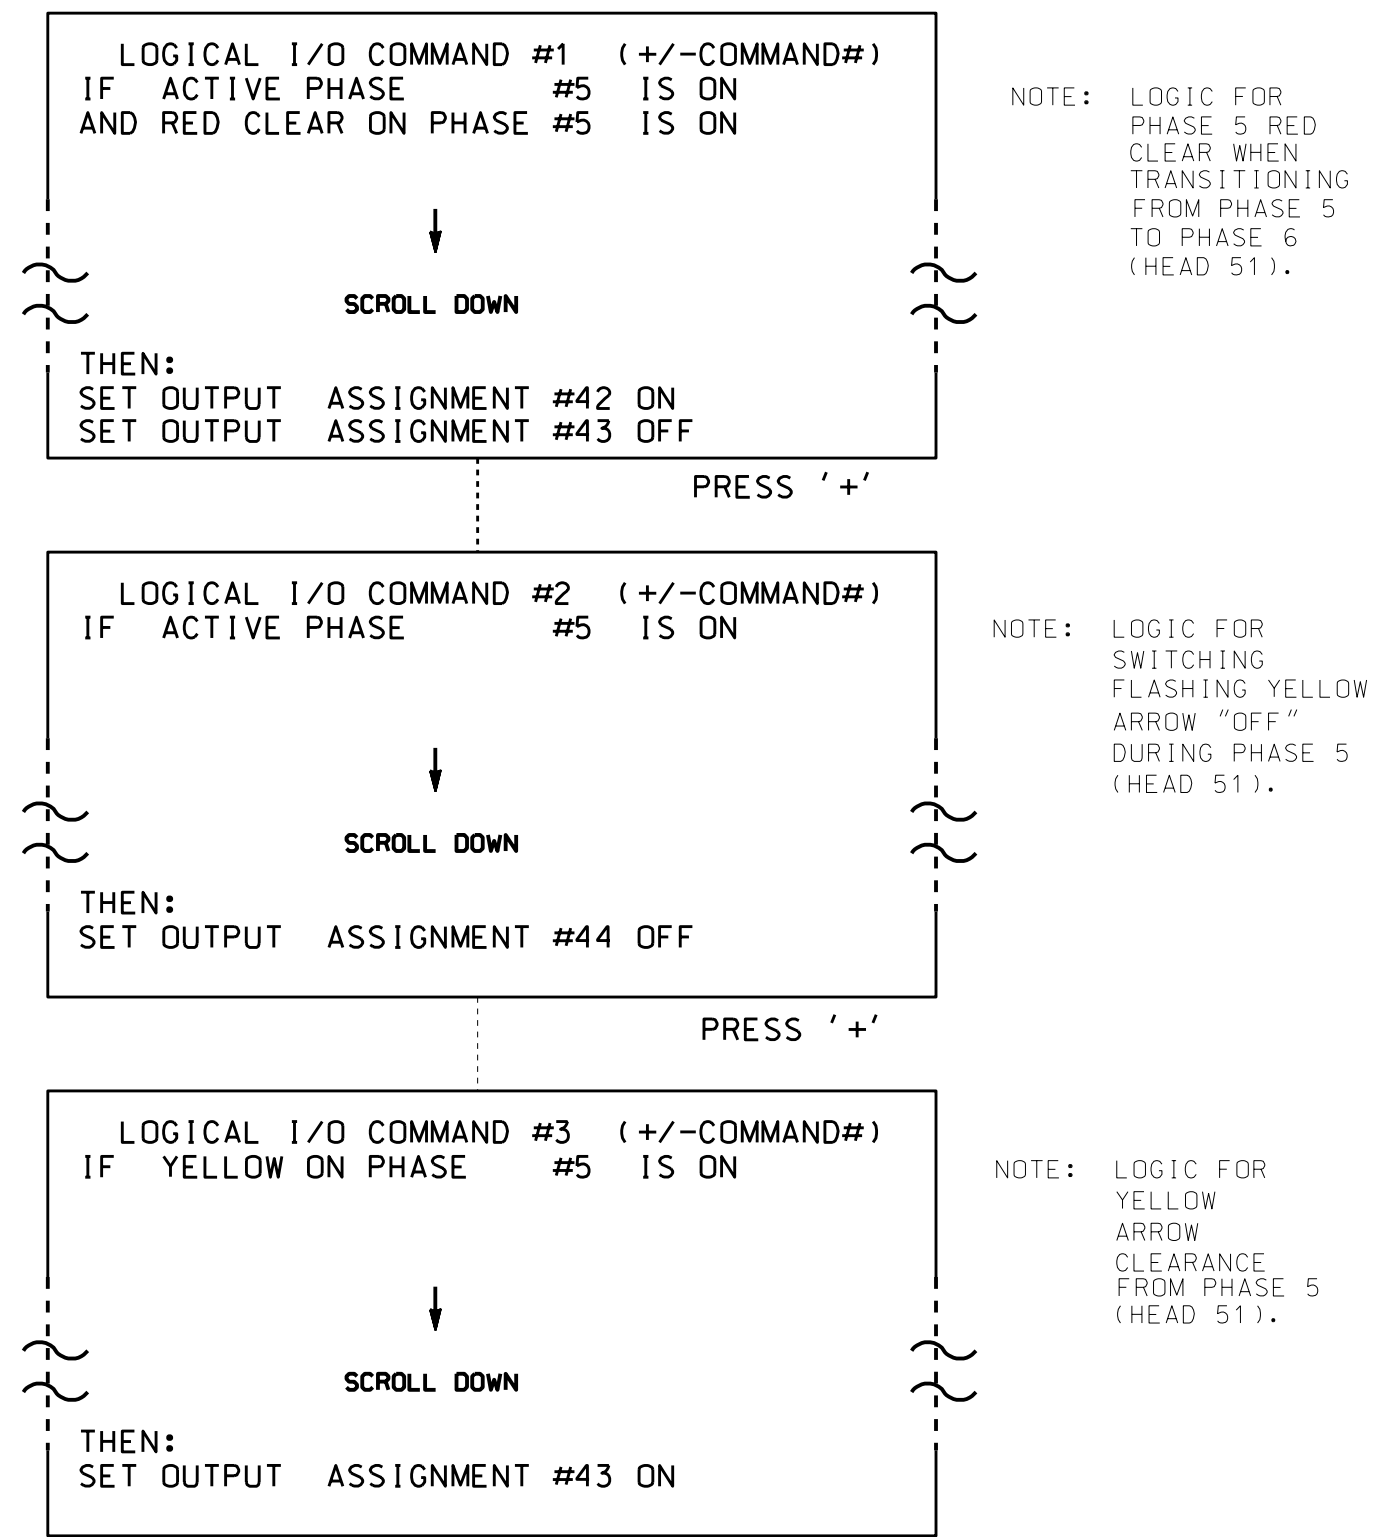 LOGICAL I/O COMMAND #1 (+/-COMMAND#)
IF ACTIVE PHASE #5 IS ON
AND RED CLEAR ON PHASE #5 IS ON
SCROLL DOWN
THEN:
SET OUTPUT ASSIGNMENT #42 ON
SET OUTPUT ASSIGNMENT #43 OFF
NOTE: LOGIC FOR
PHASE 5 RED
CLEAR WHEN
TRANSITIONING
FROM PHASE 5
TO PHASE 6
(HEAD 51).
PRESS '+'
LOGICAL I/O COMMAND #2 (+/-COMMAND#)
IF ACTIVE PHASE #5 IS ON
SCROLL DOWN
THEN:
SET OUTPUT ASSIGNMENT #44 OFF
NOTE: LOGIC FOR
SWITCHING
FLASHING YELLOW
ARROW "OFF"
DURING PHASE 5
(HEAD 51).
PRESS '+'
LOGICAL I/O COMMAND #3 (+/-COMMAND#)
IF YELLOW ON PHASE #5 IS ON
SCROLL DOWN
THEN:
SET OUTPUT ASSIGNMENT #43 ON
NOTE: LOGIC FOR
YELLOW
ARROW
CLEARANCE
FROM PHASE 5
(HEAD 51).